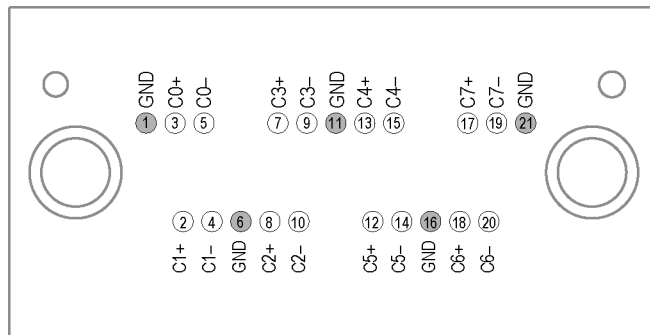 GND C0+ C0– C3+ C3– GND C4+ C4– C7+ C7– GND
1 3 5 7 9 11 13 15 17 19 21
2 4 6 8 10 12 14 16 18 20
C1+ C1– GND C2+ C2– C5+ C5– GND C6+ C6–